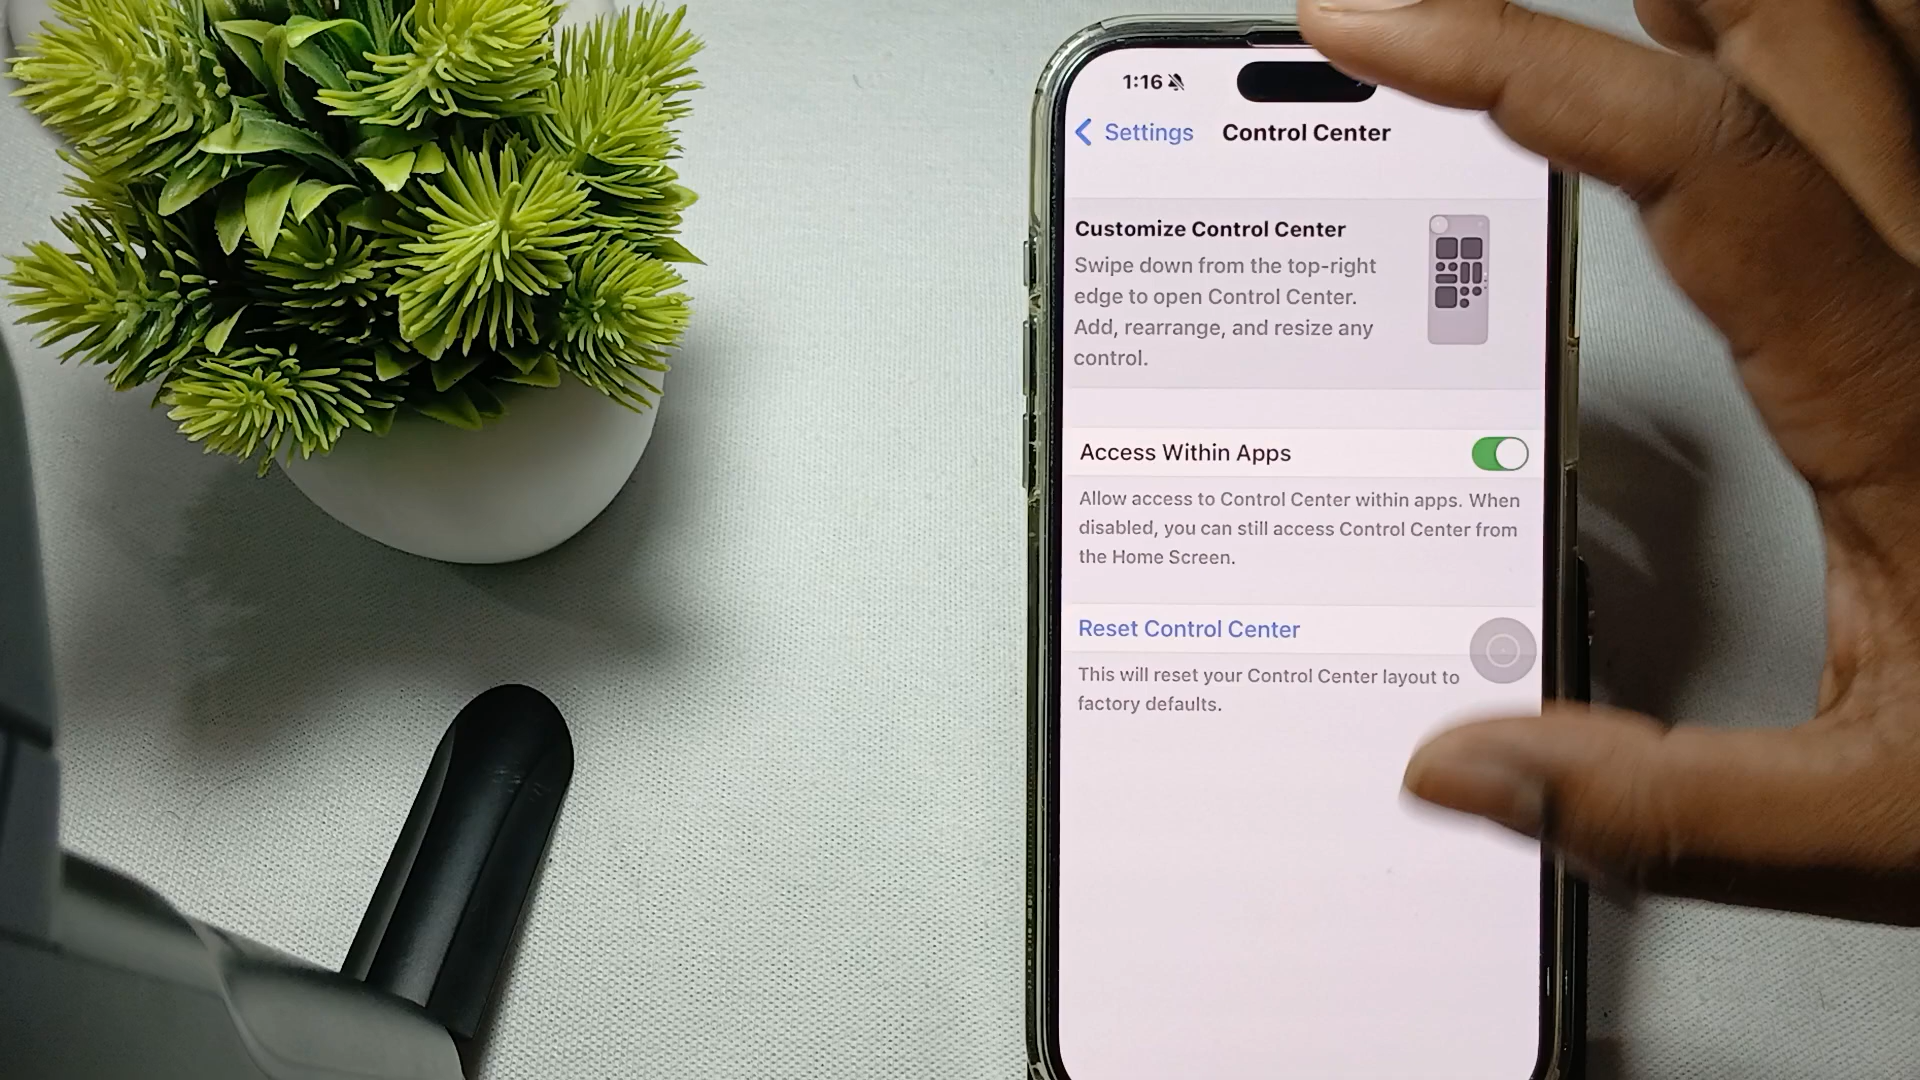 1:16
Settings
Control Center
Customize Control Center
Swipe down from the top-right
edge to open Control Center.
Add, rearrange, and resize any
control.
Access Within Apps
Allow access to Control Center within apps. When
disabled, you can still access Control Center from
the Home Screen.
Reset Control Center
This will reset your Control Center layout to
factory defaults.